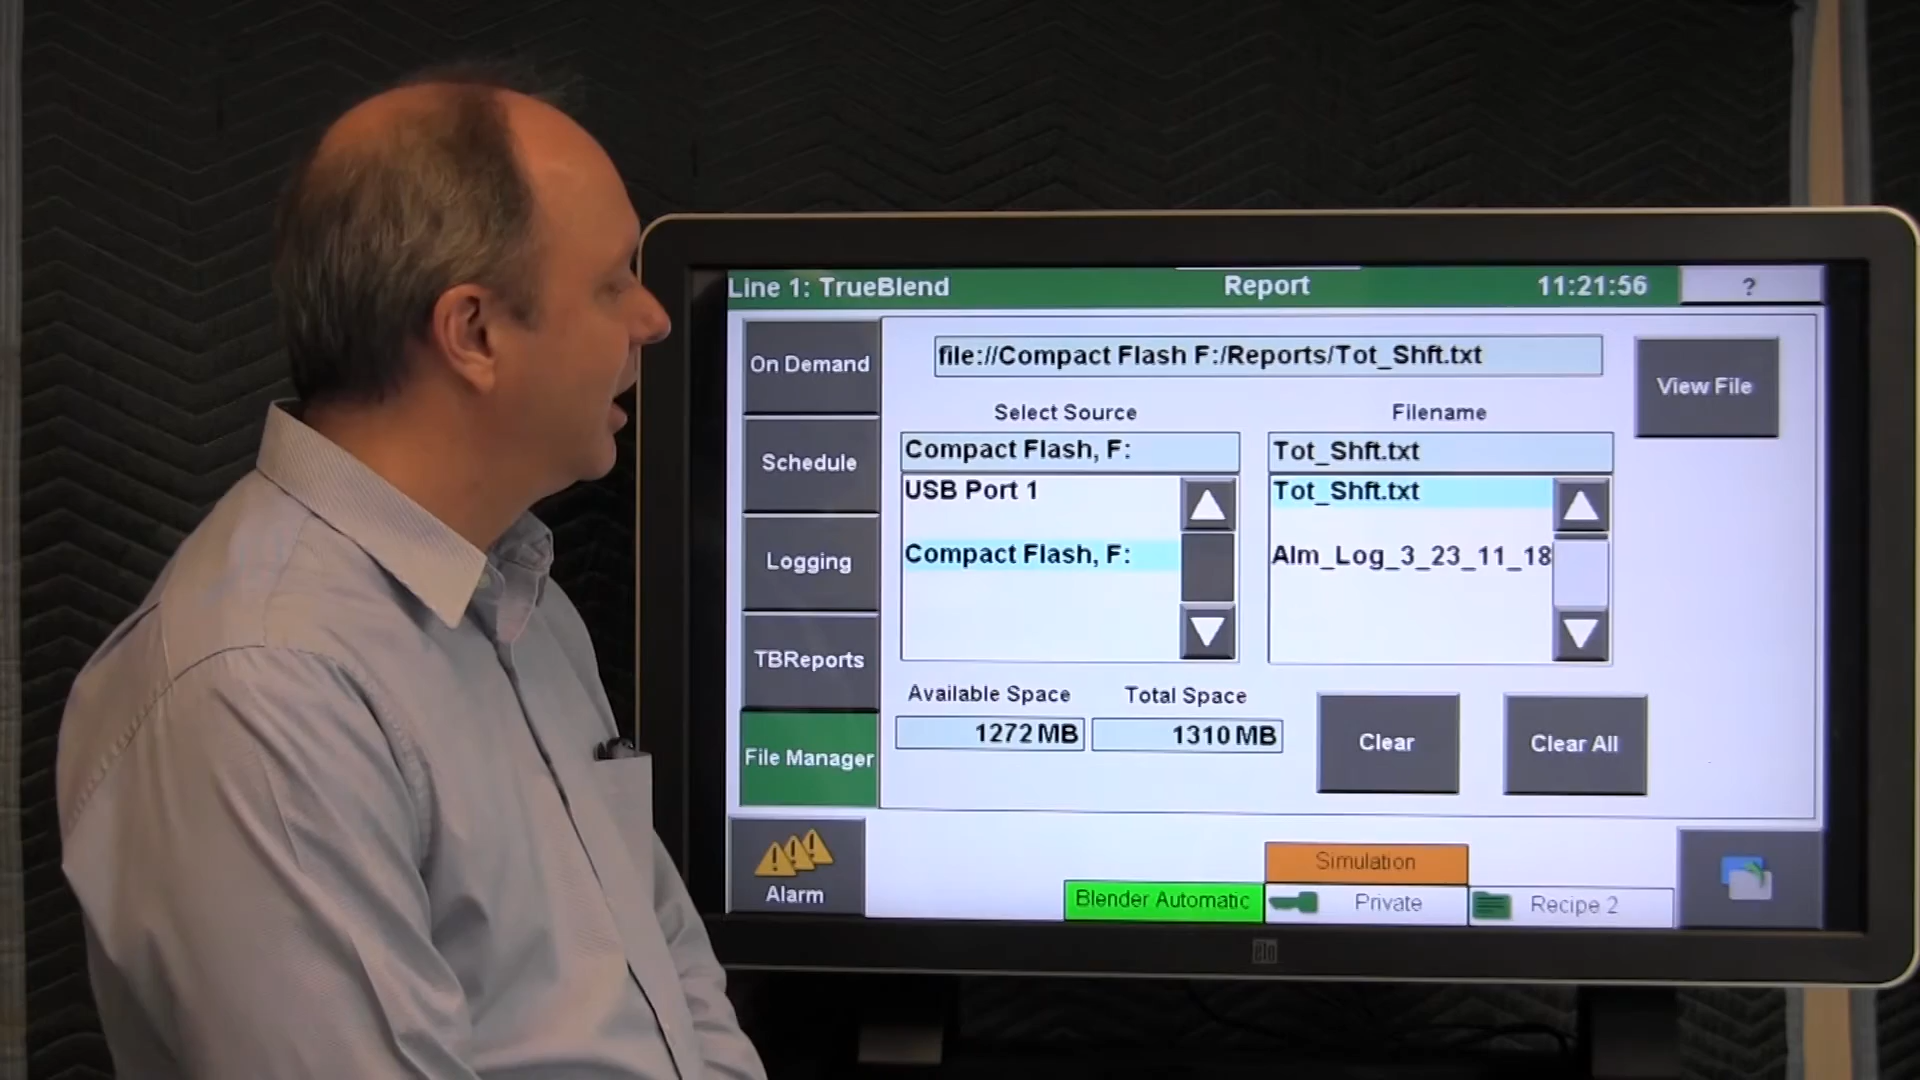 Line 1: TrueBlend
Report
11:21:56
?
On Demand
Schedule
Logging
TBReports
File Manager
file://Compact Flash F:/Reports/Tot_Shft.txt
View File
Select Source
Filename
Compact Flash, F:
Tot_Shft.txt
USB Port 1
Compact Flash, F:
Tot_Shft.txt
Alm_Log_3_23_11_18
Available Space
Total Space
1272 MB
1310 MB
Clear
Clear All
Alarm
Simulation
Blender Automatic
Private
Recipe 2
elo